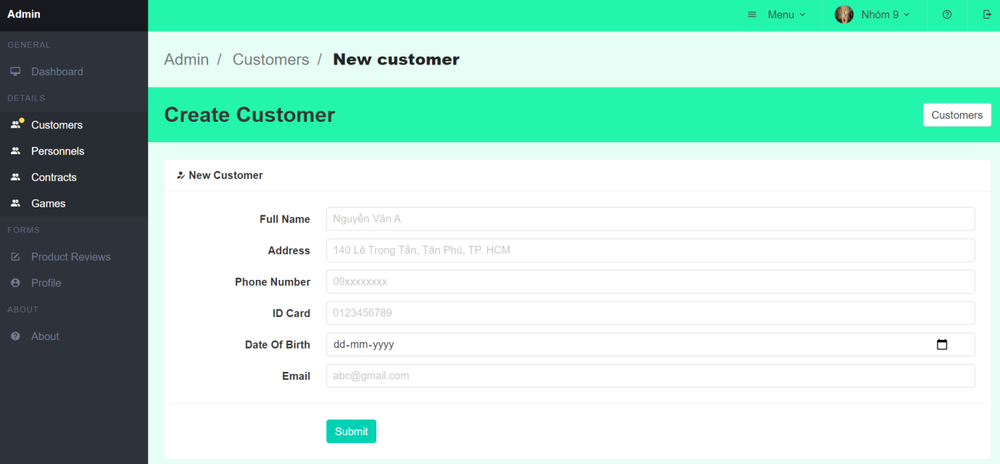 Admin
Menu
Nhóm 9
GENERAL
Dashboard
DETAILS
Customers
Personnels
Contracts
Games
FORMS
Product Reviews
Profile
ABOUT
About
Admin / Customers / New customer
Create Customer
Customers
New Customer
Full Name Nguyễn Văn A
Address 140 Lê Trọng Tấn, Tân Phú, TP. HCM
Phone Number 09xxxxxxxx
ID Card 0123456789
Date Of Birth dd-mm-yyyy
Email abc@gmail.com
Submit